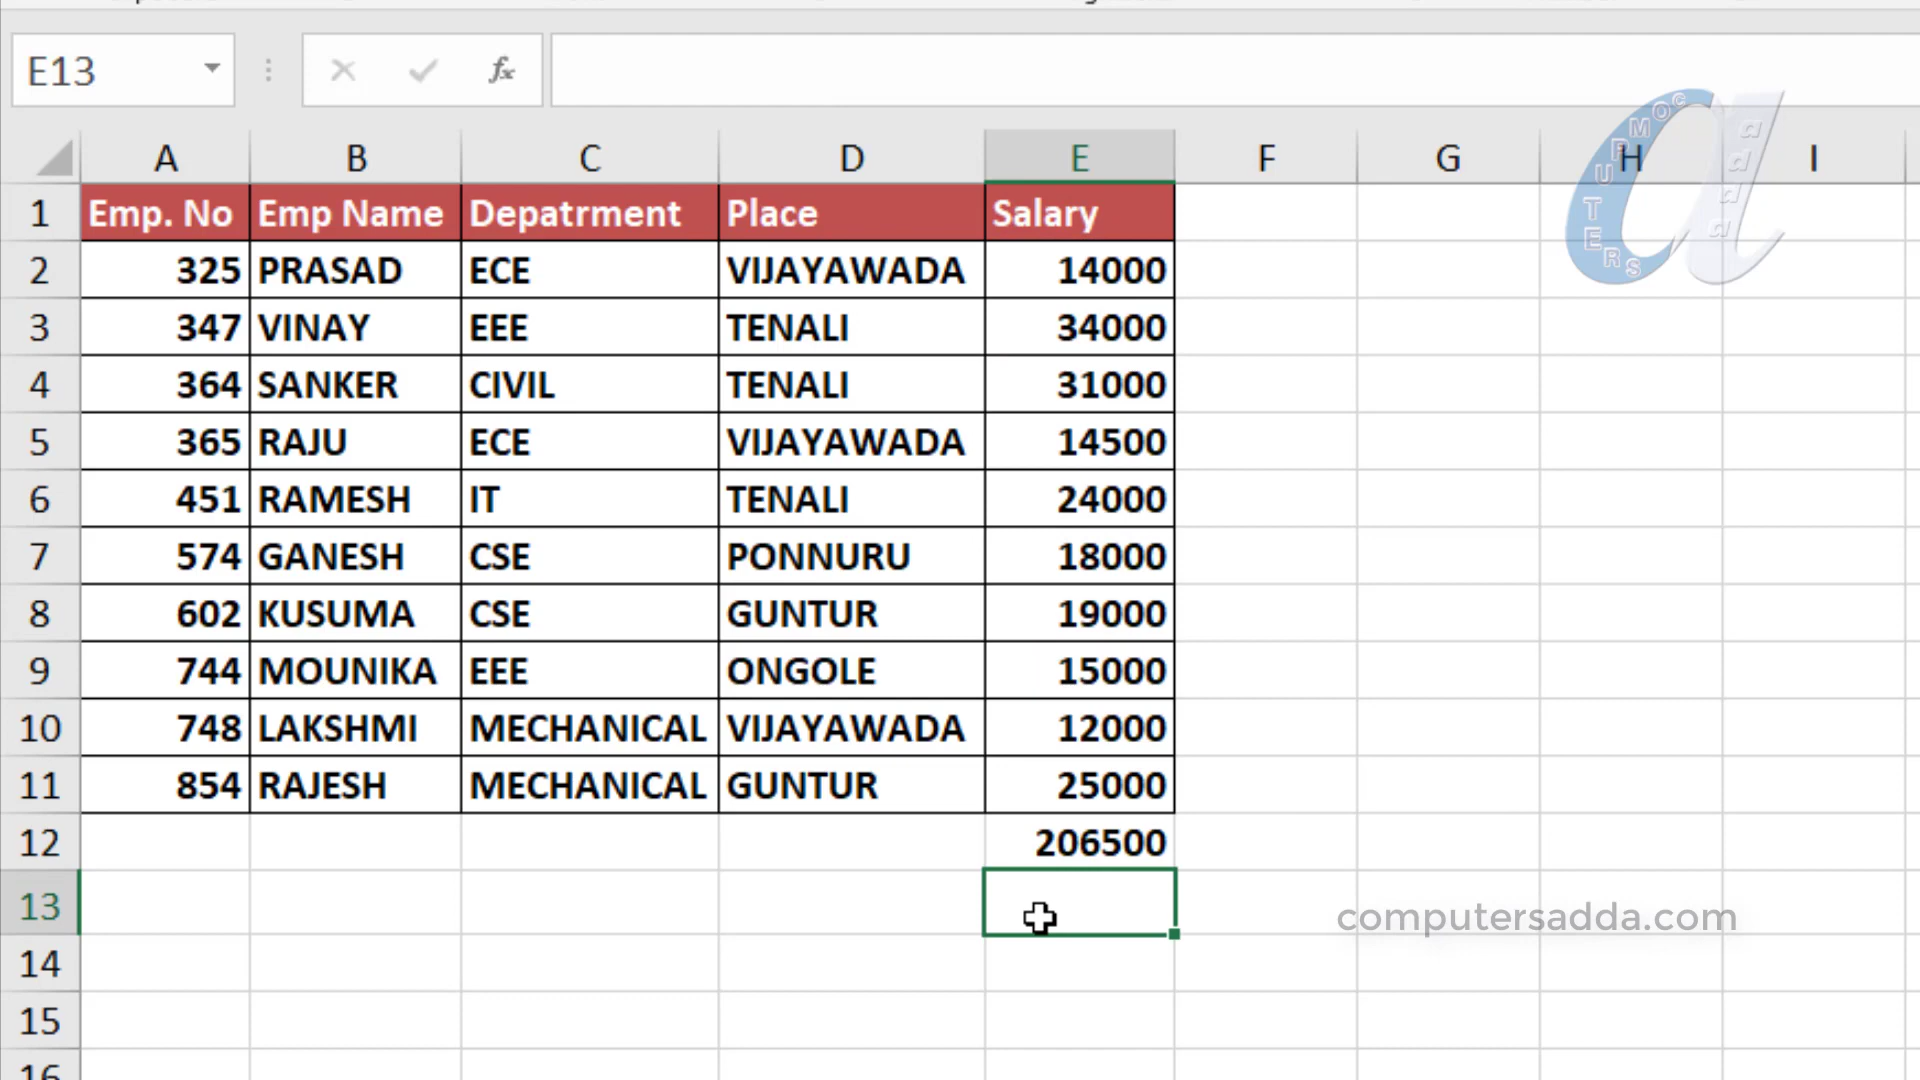 E13
fx
A B C D E F G H I
1 Emp. No Emp Name Depatrment Place Salary
2 325 PRASAD ECE VIJAYAWADA 14000
3 347 VINAY EEE TENALI 34000
4 364 SANKER CIVIL TENALI 31000
5 365 RAJU ECE VIJAYAWADA 14500
6 451 RAMESH IT TENALI 24000
7 574 GANESH CSE PONNURU 18000
8 602 KUSUMA CSE GUNTUR 19000
9 744 MOUNIKA EEE ONGOLE 15000
10 748 LAKSHMI MECHANICAL VIJAYAWADA 12000
11 854 RAJESH MECHANICAL GUNTUR 25000
12 206500
13
14
15
16
COMPUTERS
adda
computersadda.com